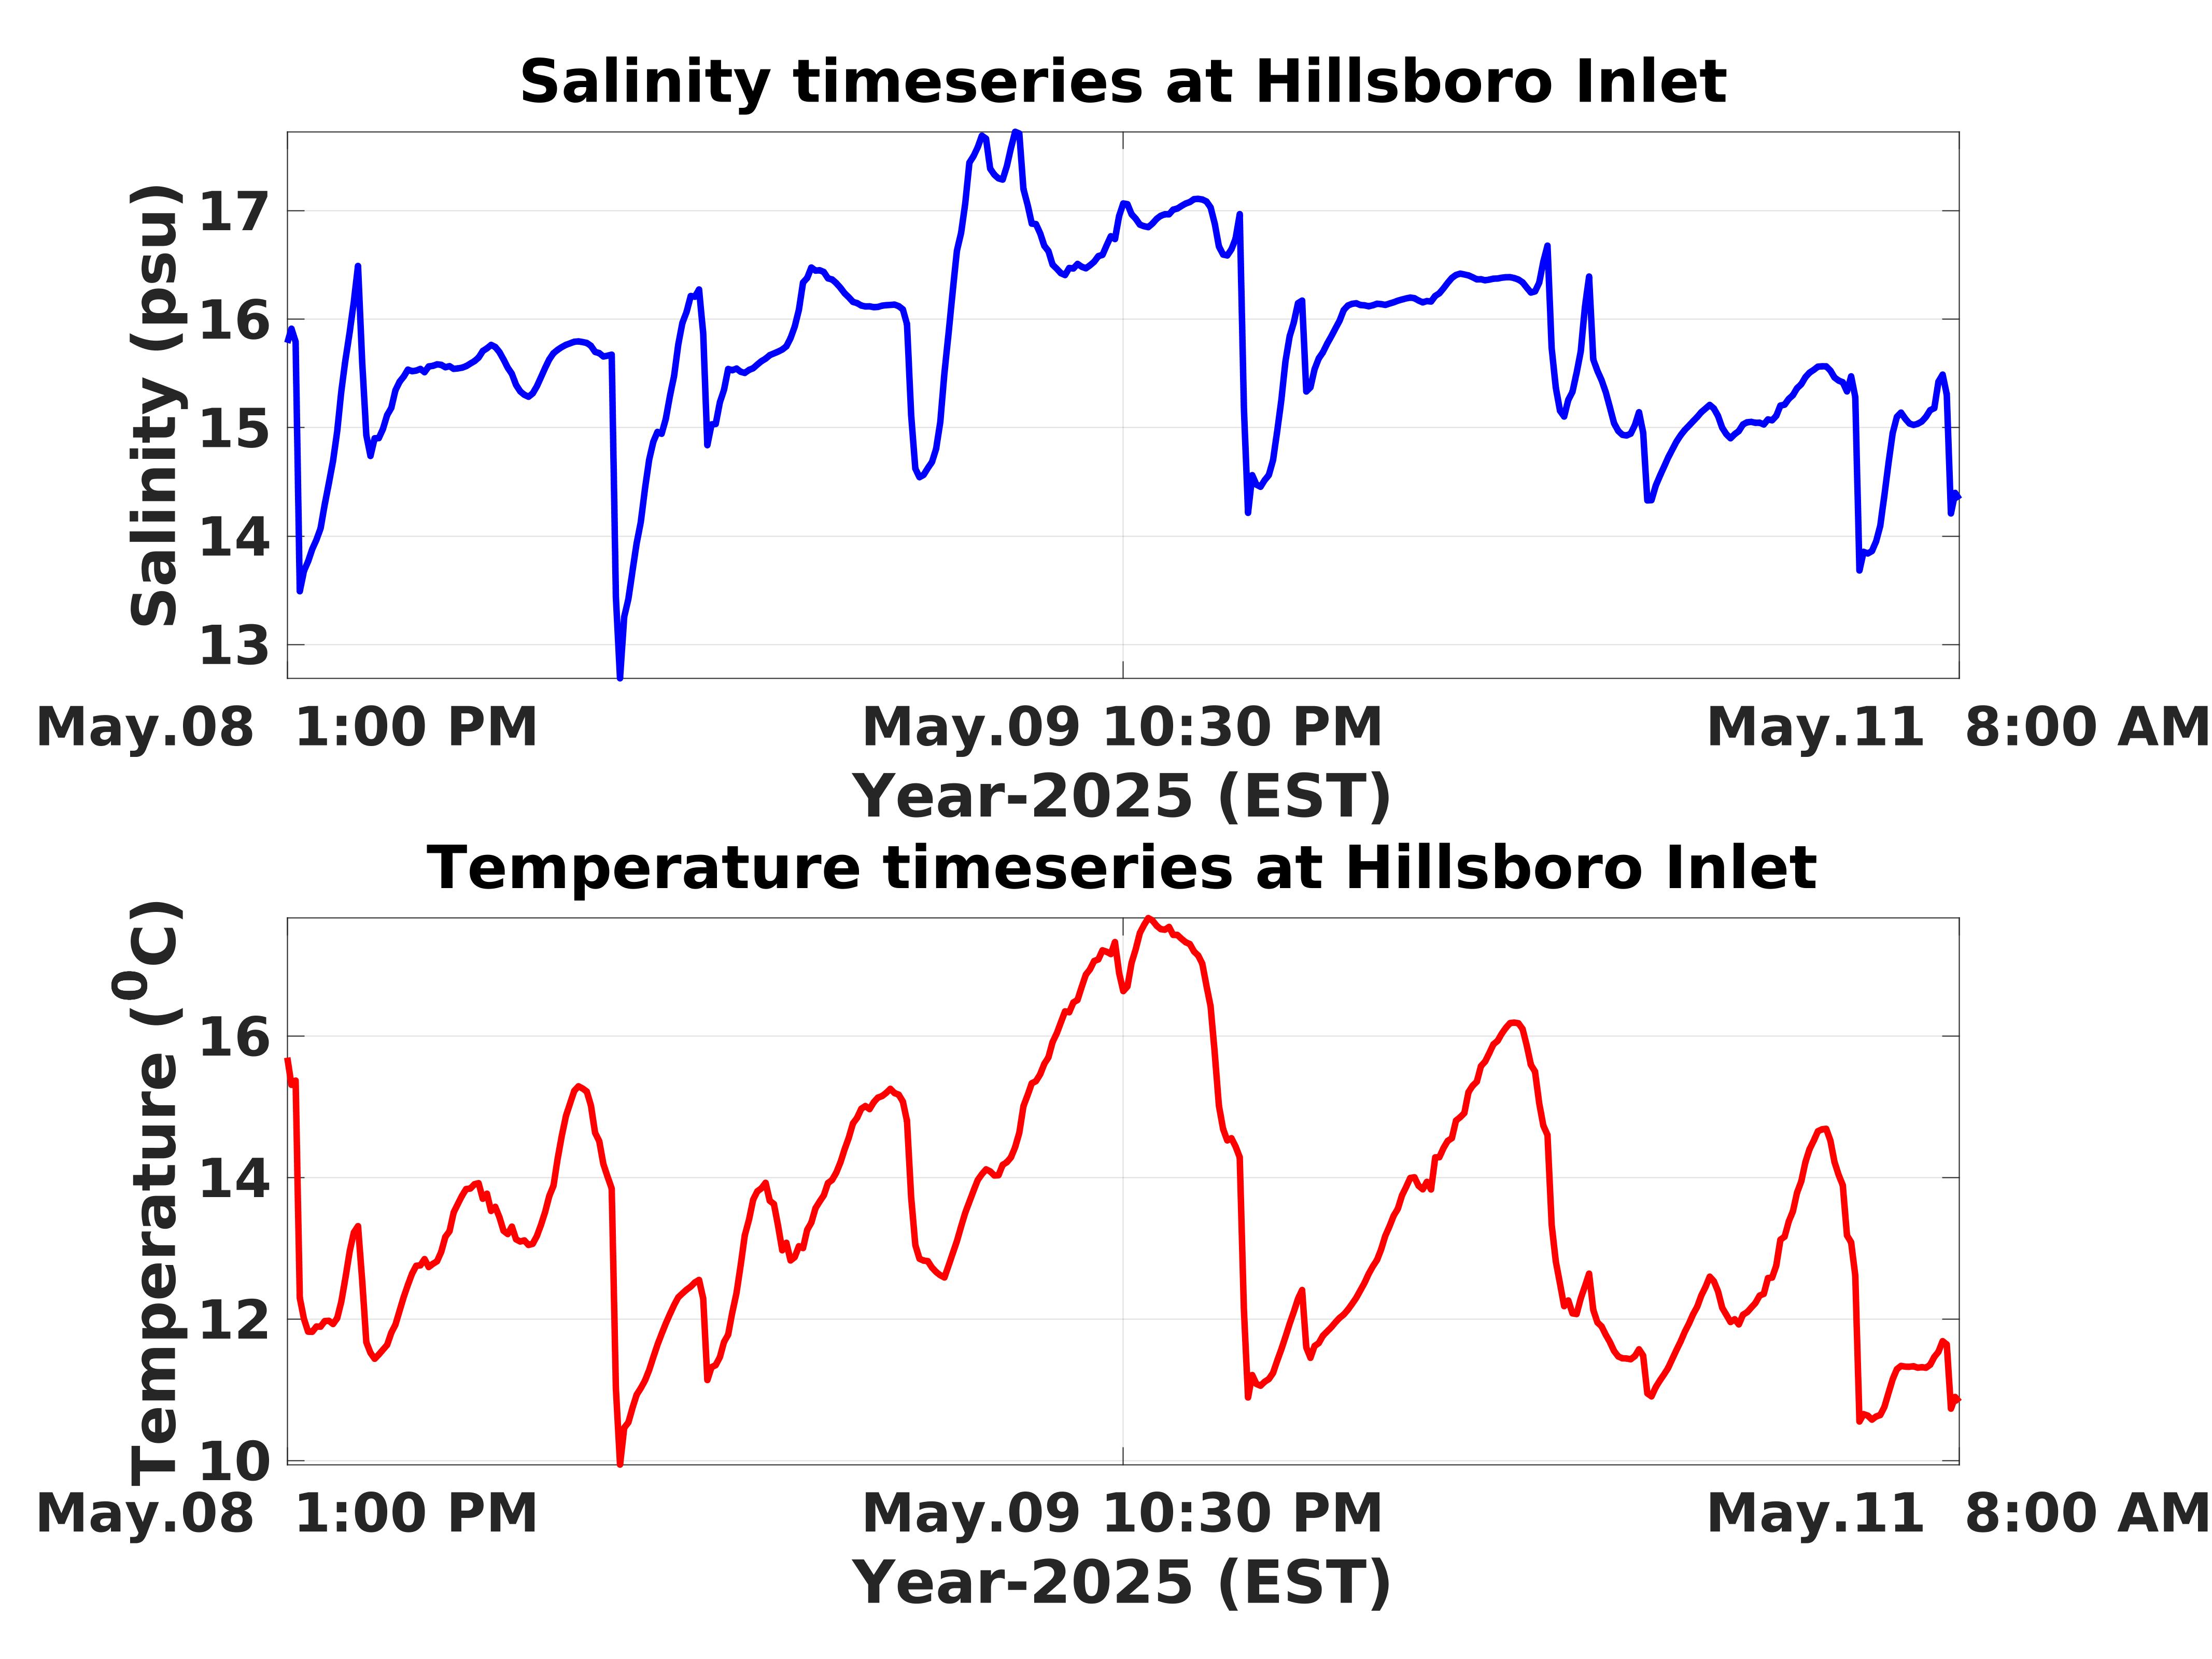 Salinity timeseries at Hillsboro Inlet
Salinity (psu)
17
16
15
14
13
May.08  1:00 PM
May.09 10:30 PM
May.11  8:00 AM
Year-2025 (EST)
Temperature timeseries at Hillsboro Inlet
Temperature (⁰C)
16
14
12
10
May.08  1:00 PM
May.09 10:30 PM
May.11  8:00 AM
Year-2025 (EST)